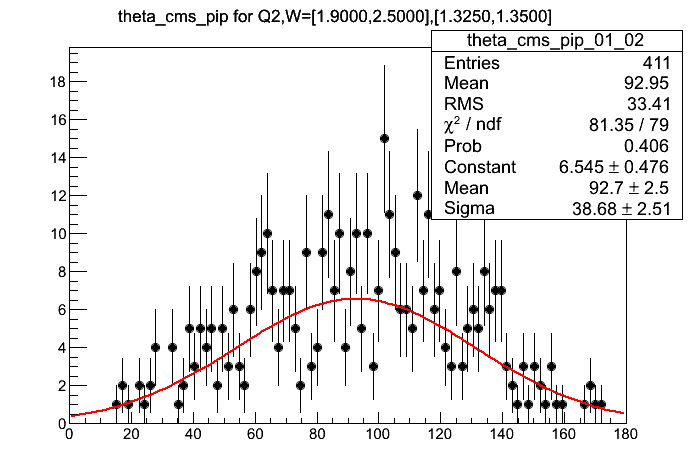 theta_cms_pip for Q2,W=[1.9000,2.5000],[1.3250,1.3500]
theta_cms_pip_01_02
Entries 411
Mean 92.95
RMS 33.41
χ² / ndf 81.35 / 79
Prob 0.406
Constant 6.545 ± 0.476
Mean 92.7 ± 2.5
Sigma 38.68 ± 2.51
18
16
14
12
10
8
6
4
2
0
0 20 40 60 80 100 120 140 160 180